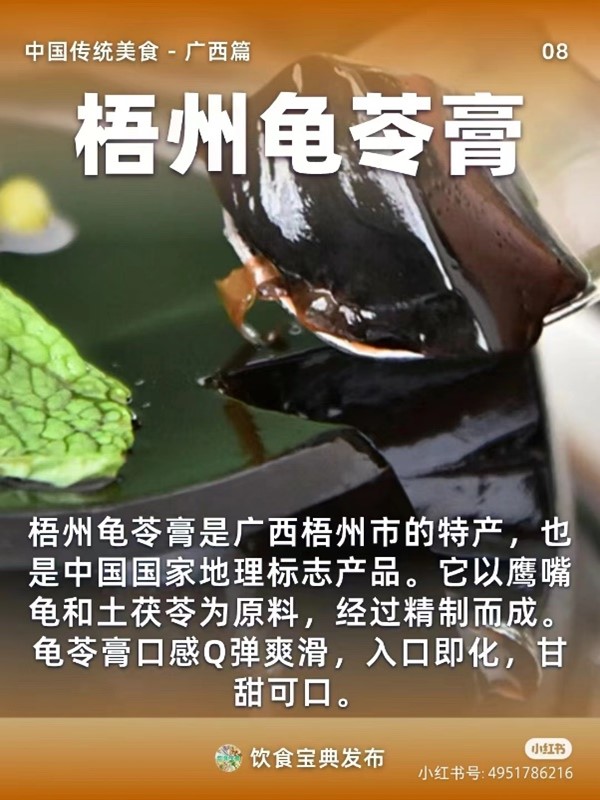 中国传统美食 - 广西篇
08
梧州龟苓膏
梧州龟苓膏是广西梧州市的特产，也
是中国国家地理标志产品。它以鹰嘴
龟和土茯苓为原料，经过精制而成。
龟苓膏口感Q弹爽滑，入口即化，甘
甜可口。
饮食宝典发布
小红书
小红书号: 4951786216